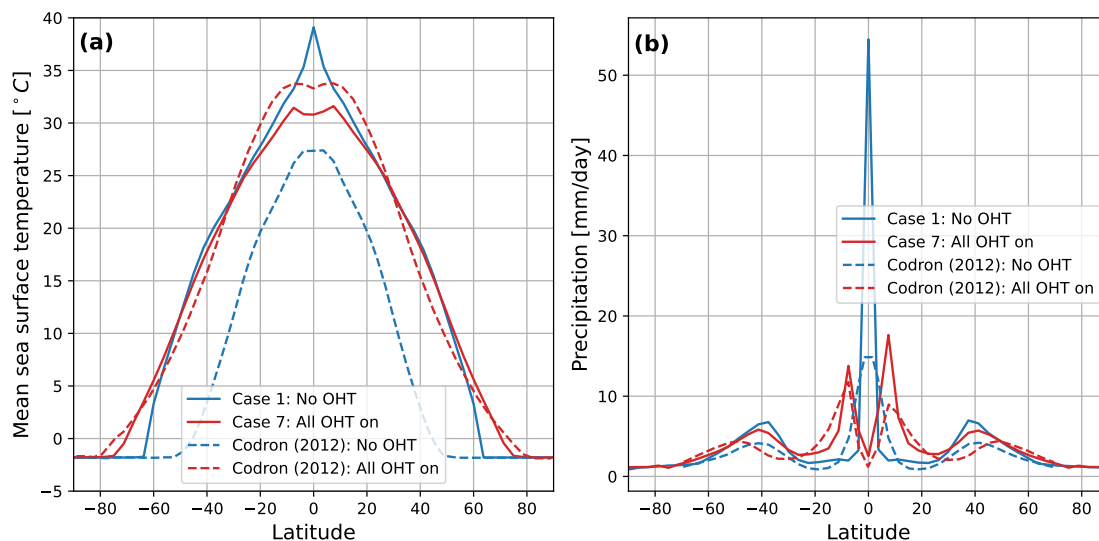 (a)
Mean sea surface temperature [°C]
40
35
30
25
20
15
10
5
0
−5
−80 −60 −40 −20 0 20 40 60 80
Latitude
Case 1: No OHT
Case 7: All OHT on
Codron (2012): No OHT
Codron (2012): All OHT on
(b)
Precipitation [mm/day]
50
40
30
20
10
0
−80 −60 −40 −20 0 20 40 60 80
Latitude
Case 1: No OHT
Case 7: All OHT on
Codron (2012): No OHT
Codron (2012): All OHT on